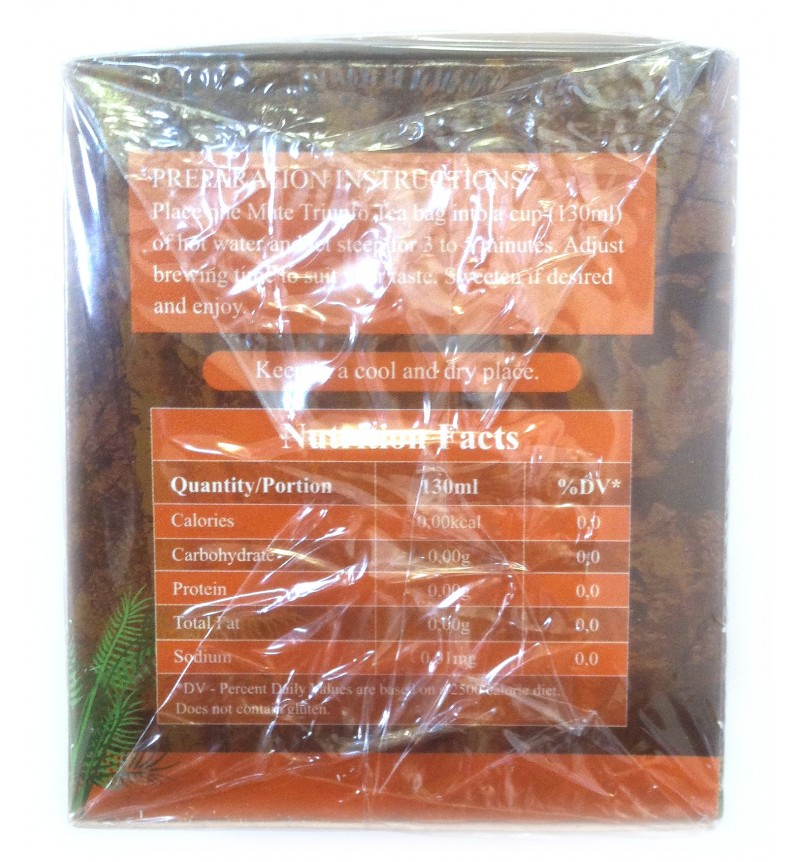 PREPARATION INSTRUCTIONS
Place the Mate Triunfo Tea bag into a cup (130ml)
of hot water and let steep for 3 to minutes. Adjust
brewing time to suit your taste. Sweeten if desired
and enjoy.
Keep in a cool and dry place.
Nutrition Facts
Quantity/Portion 130ml %DV*
Calories 0,00kcal 0,0
Carbohydrate 0,00g 0,0
Protein 0,00g 0,0
Total Fat 0,00g 0,0
Sodium 0,01mg 0,0
*DV - Percent Daily Values are based on a 2500 calorie diet.
Does not contain gluten.